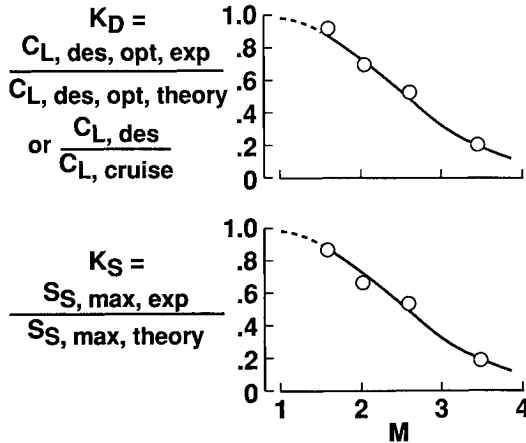 K_D =
C_L, des, opt, exp
C_L, des, opt, theory
or C_L, des
C_L, cruise
1.0
.8
.6
.4
.2
0
K_S =
S_S, max, exp
S_S, max, theory
1.0
.8
.6
.4
.2
0
1 2 3 4
M